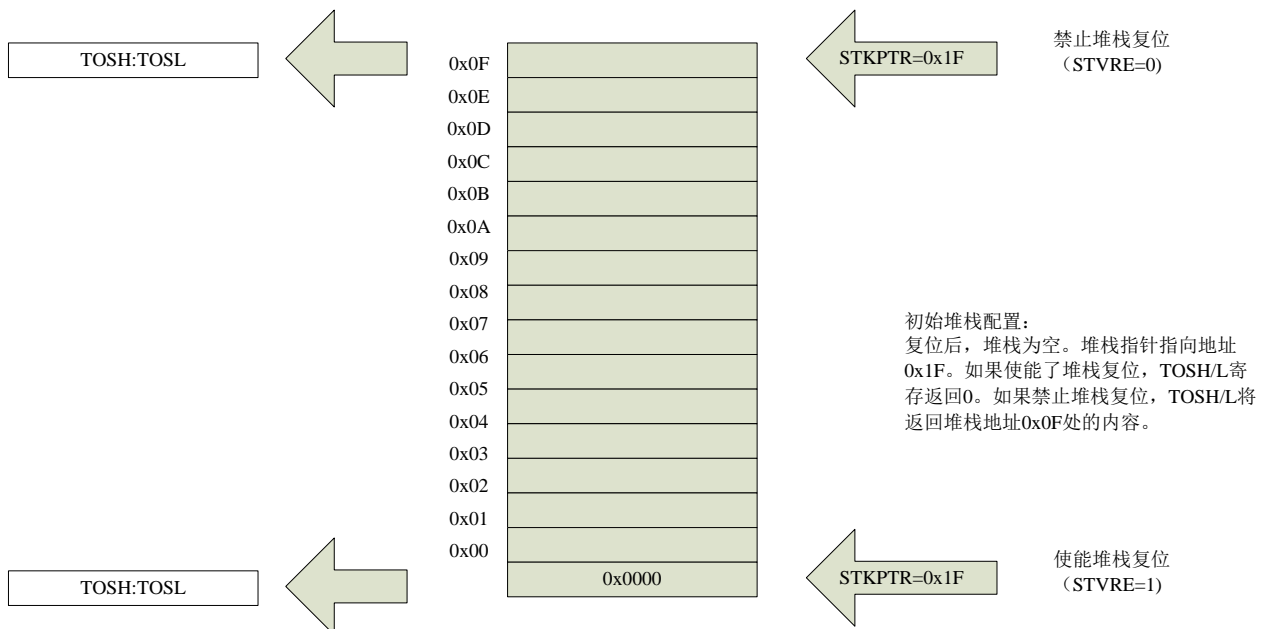 TOSH:TOSL
0x0F
STKPTR=0x1F
禁止堆栈复位
（STVRE=0)
0x0E
0x0D
0x0C
0x0B
0x0A
0x09
0x08
0x07
0x06
0x05
0x04
0x03
0x02
0x01
0x00
初始堆栈配置：
复位后，堆栈为空。堆栈指针指向地址
0x1F。如果使能了堆栈复位，TOSH/L寄
存返回0。如果禁止堆栈复位，TOSH/L将
返回堆栈地址0x0F处的内容。
TOSH:TOSL
0x0000
STKPTR=0x1F
使能堆栈复位
（STVRE=1)